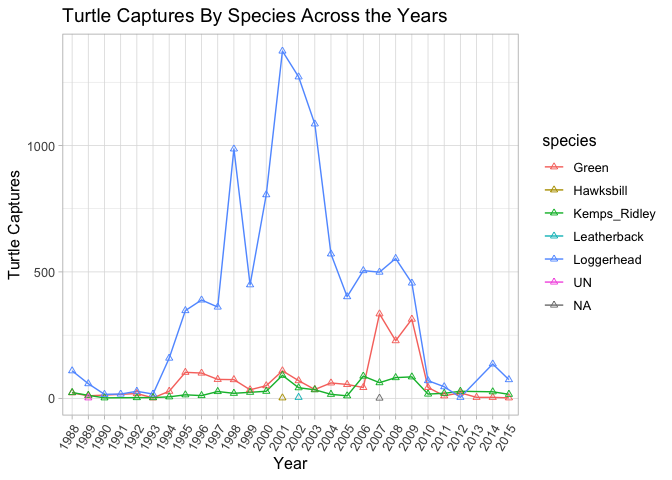 Turtle Captures By Species Across the Years
Turtle Captures
1000
500
0
1988 1989 1990 1991 1992 1993 1994 1995 1996 1997 1998 1999 2000 2001 2002 2003 2004 2005 2006 2007 2008 2009 2010 2011 2012 2013 2014 2015
Year
species
Green
Hawksbill
Kemps_Ridley
Leatherback
Loggerhead
UN
NA